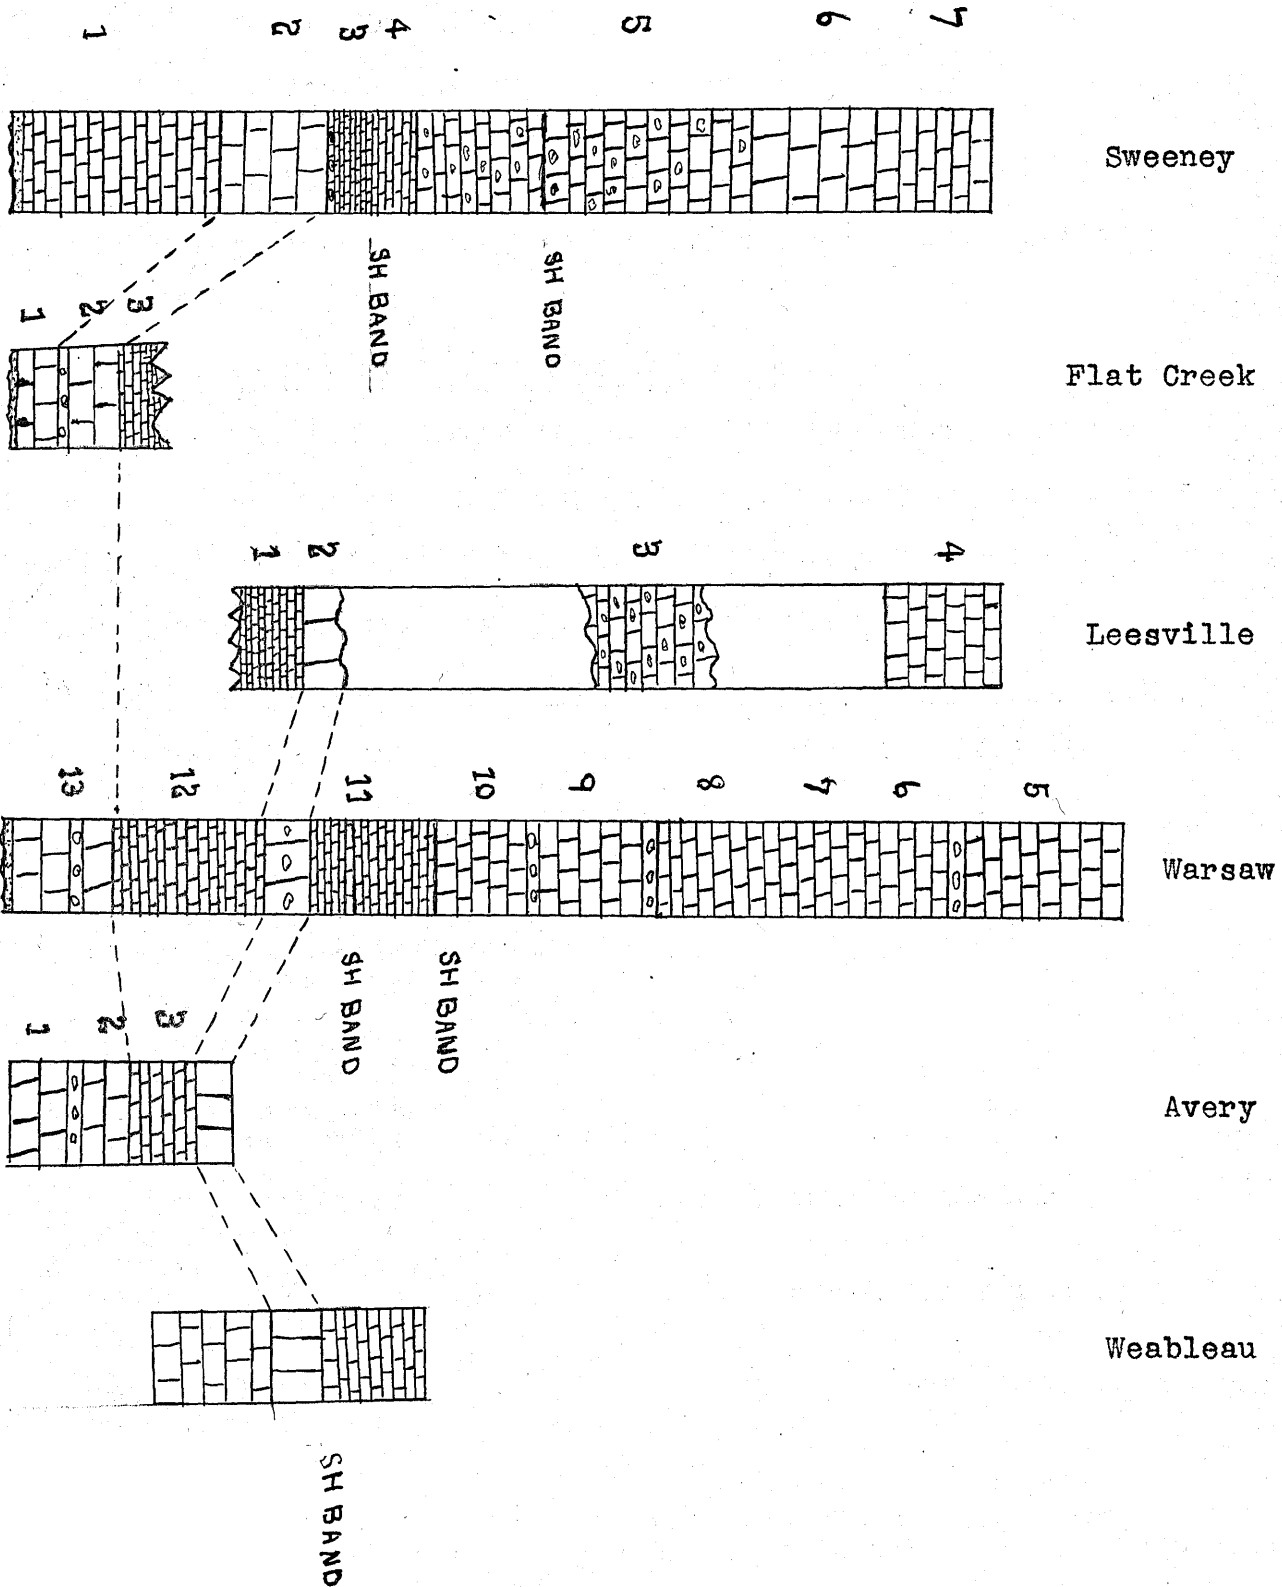 1 2 3 4 5 6 7
Sweeney
SH BAND
SH BAND
1 2 3
Flat Creek
1 2 3 4
Leesville
13 12 11 10 9 8 7 6 5
Warsaw
SH BAND
SH BAND
1 2 3
Avery
Weableau
SH BAND